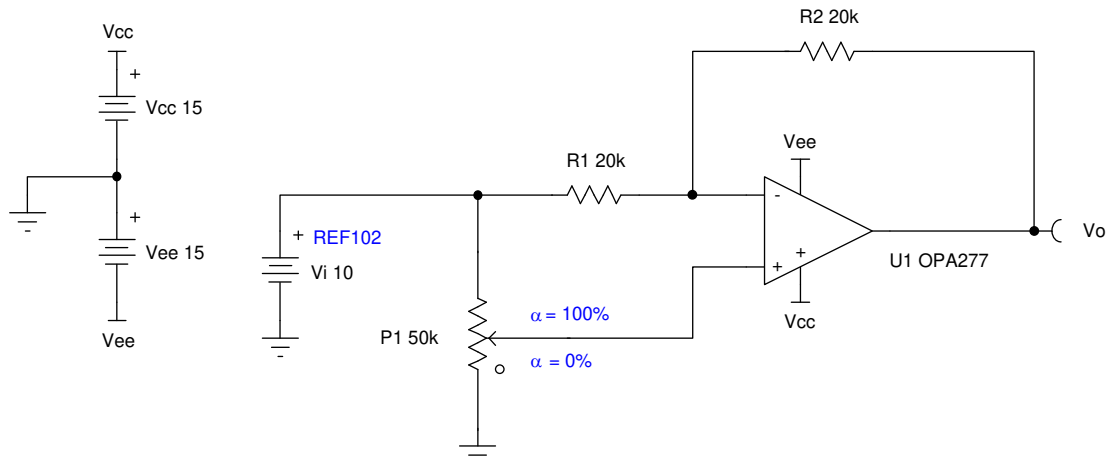 R2 20k
Vcc
+
Vcc 15
Vee
R1 20k
-
+
Vee 15
+ REF102
Vi 10
+
+
U1 OPA277
Vo
Vee
P1 50k
α = 100%
α = 0%
Vcc